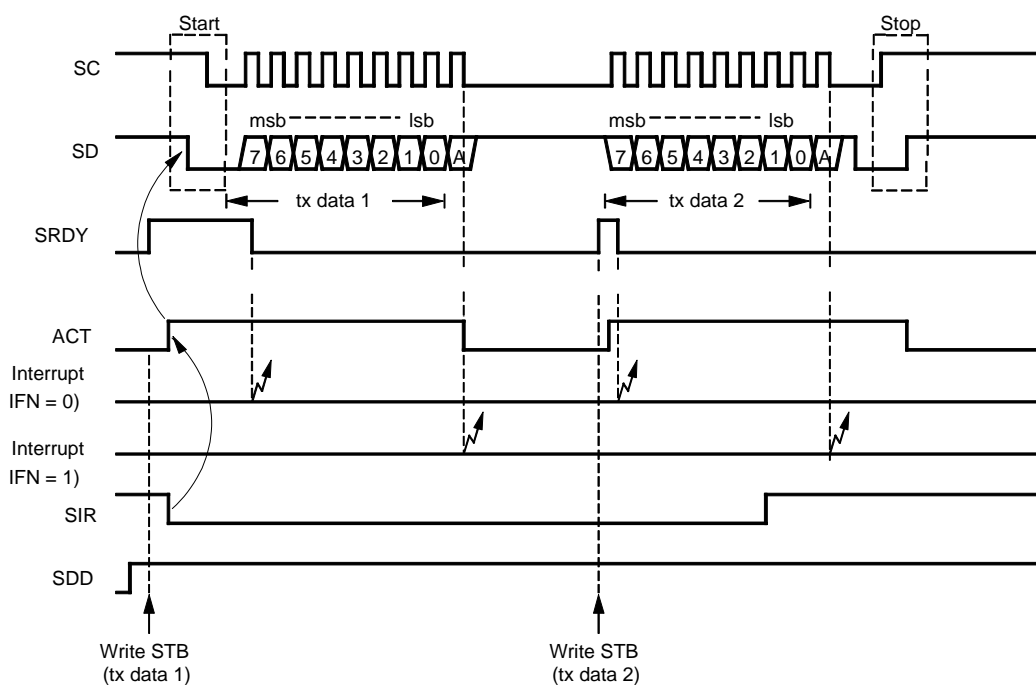 Start
Stop
SC
msb
lsb
msb
lsb
SD
7 6 5 4 3 2 1 0 A
7 6 5 4 3 2 1 0 A
tx data 1
tx data 2
SRDY
ACT
Interrupt
IFN = 0)
Interrupt
IFN = 1)
SIR
SDD
Write STB
(tx data 1)
Write STB
(tx data 2)